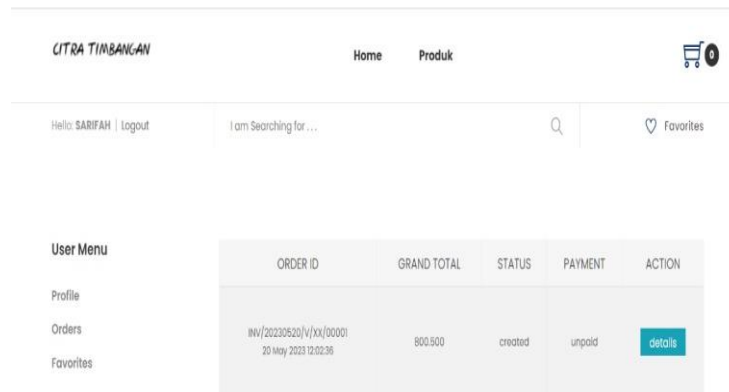 CITRA TIMBANGAN
Home Produk
0
Hello: SARIFAH | Logout
I am Searching for . . .
Favorites
User Menu
ORDER ID GRAND TOTAL STATUS PAYMENT ACTION
Profile
Orders
Favorites
INV/20230520/V/XX/00001
20 May 2023 12:02:36
800.500 created unpaid details